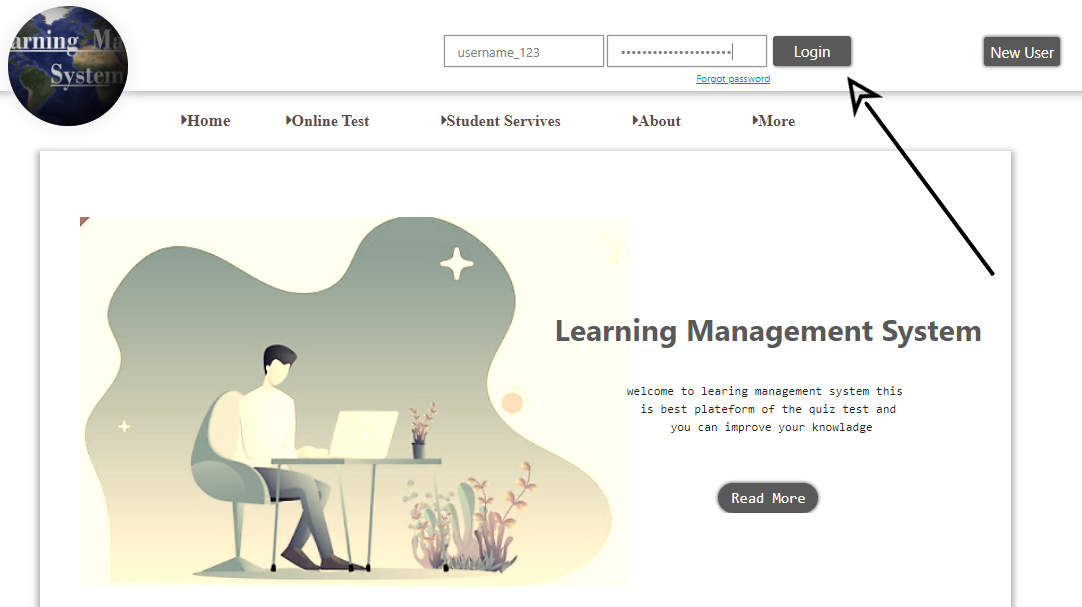 arning Ma
System
username_123
•••••••••••••••••••••
Login
New User
Forgot password
Home
Online Test
Student Servives
About
More
Learning Management System
welcome to learing management system this
is best plateform of the quiz test and
you can improve your knowladge
Read More